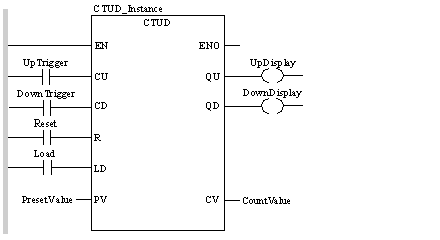 CTUD_Instance
CTUD
EN ENO
UpTrigger UpDisplay
CU QU
DownTrigger DownDisplay
CD QD
Reset
R
Load
LD
PresetValue PV CV CountValue